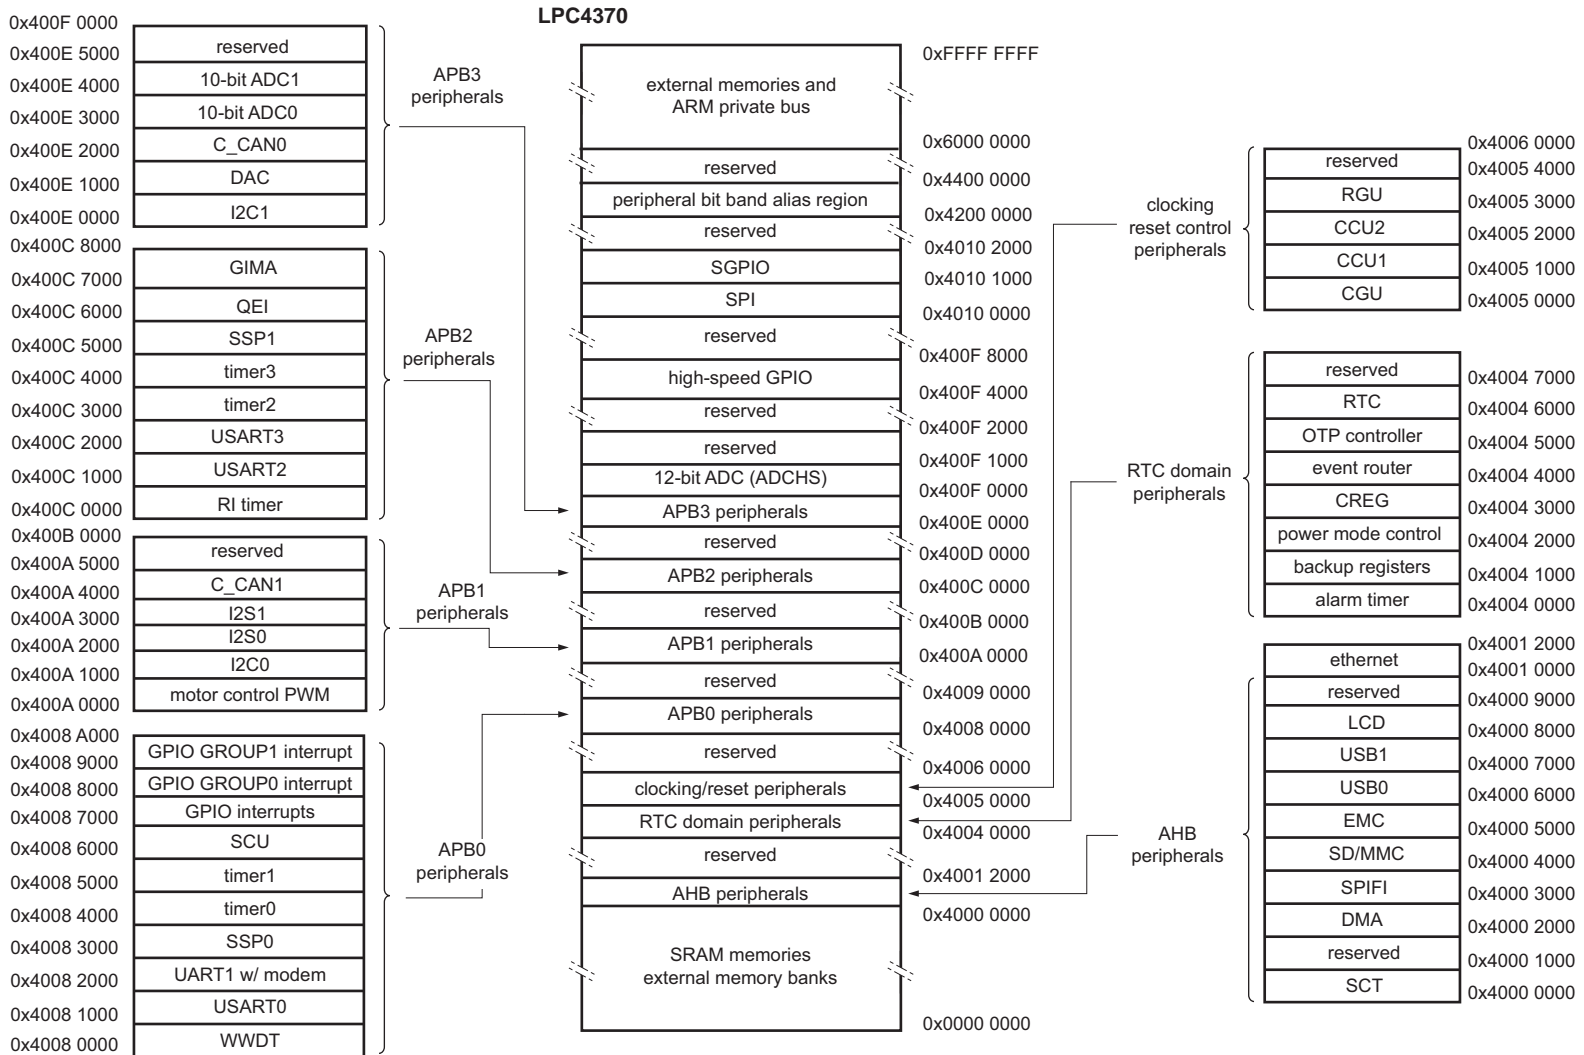 LPC4370
0x400F 0000
reserved
0x400E 5000
10-bit ADC1
0x400E 4000
10-bit ADC0
0x400E 3000
C_CAN0
0x400E 2000
DAC
0x400E 1000
I2C1
0x400E 0000
APB3
peripherals
0x400C 8000
GIMA
0x400C 7000
QEI
0x400C 6000
SSP1
0x400C 5000
timer3
0x400C 4000
timer2
0x400C 3000
USART3
0x400C 2000
USART2
0x400C 1000
RI timer
0x400C 0000
APB2
peripherals
0x400B 0000
reserved
0x400A 5000
C_CAN1
0x400A 4000
I2S1
0x400A 3000
I2S0
0x400A 2000
I2C0
0x400A 1000
motor control PWM
0x400A 0000
APB1
peripherals
0x4008 A000
GPIO GROUP1 interrupt
0x4008 9000
GPIO GROUP0 interrupt
0x4008 8000
GPIO interrupts
0x4008 7000
SCU
0x4008 6000
timer1
0x4008 5000
timer0
0x4008 4000
SSP0
0x4008 3000
UART1 w/ modem
0x4008 2000
USART0
0x4008 1000
WWDT
0x4008 0000
APB0
peripherals
0xFFFF FFFF
external memories and
ARM private bus
0x6000 0000
reserved
0x4400 0000
peripheral bit band alias region
0x4200 0000
reserved
0x4010 2000
SGPIO
0x4010 1000
SPI
0x4010 0000
reserved
0x400F 8000
high-speed GPIO
0x400F 4000
reserved
0x400F 2000
reserved
0x400F 1000
12-bit ADC (ADCHS)
0x400F 0000
APB3 peripherals
0x400E 0000
reserved
0x400D 0000
APB2 peripherals
0x400C 0000
reserved
0x400B 0000
APB1 peripherals
0x400A 0000
reserved
0x4009 0000
APB0 peripherals
0x4008 0000
reserved
0x4006 0000
clocking/reset peripherals
0x4005 0000
RTC domain peripherals
0x4004 0000
reserved
0x4001 2000
AHB peripherals
0x4000 0000
SRAM memories
external memory banks
0x0000 0000
clocking
reset control
peripherals
0x4006 0000
reserved
0x4005 4000
RGU
0x4005 3000
CCU2
0x4005 2000
CCU1
0x4005 1000
CGU
0x4005 0000
RTC domain
peripherals
reserved
0x4004 7000
RTC
0x4004 6000
OTP controller
0x4004 5000
event router
0x4004 4000
CREG
0x4004 3000
power mode control
0x4004 2000
backup registers
0x4004 1000
alarm timer
0x4004 0000
AHB
peripherals
0x4001 2000
ethernet
0x4001 0000
reserved
0x4000 9000
LCD
0x4000 8000
USB1
0x4000 7000
USB0
0x4000 6000
EMC
0x4000 5000
SD/MMC
0x4000 4000
SPIFI
0x4000 3000
DMA
0x4000 2000
reserved
0x4000 1000
SCT
0x4000 0000